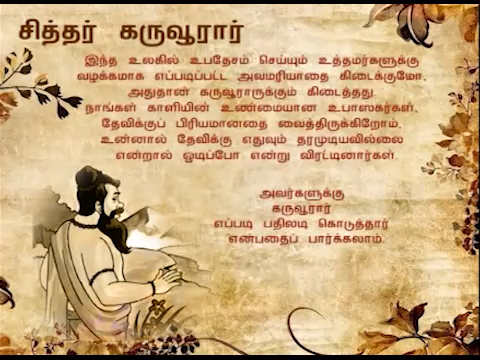 சித்தர் கருவூரார்
இந்த உலகில் உபதேசம் செய்யும் உத்தமர்களுக்கு
வழக்கமாக எப்படிப்பட்ட அவமரியாதை கிடைக்குமோ,
அதுதான் கருவூராருக்கும் கிடைத்தது.
நாங்கள் காளியின் உண்மையான உபாஸகர்கள்.
தேவிக்குப் பிரியமானதை வைத்திருக்கிறோம்.
உன்னால் தேவிக்கு எதுவும் தரமுடியவில்லை
என்றால் ஓடிப்போ என்று விரட்டினார்கள்.
அவர்களுக்கு
கருவூரார்
எப்படி பதிலடி கொடுத்தார்
என்பதைப் பார்க்கலாம்.